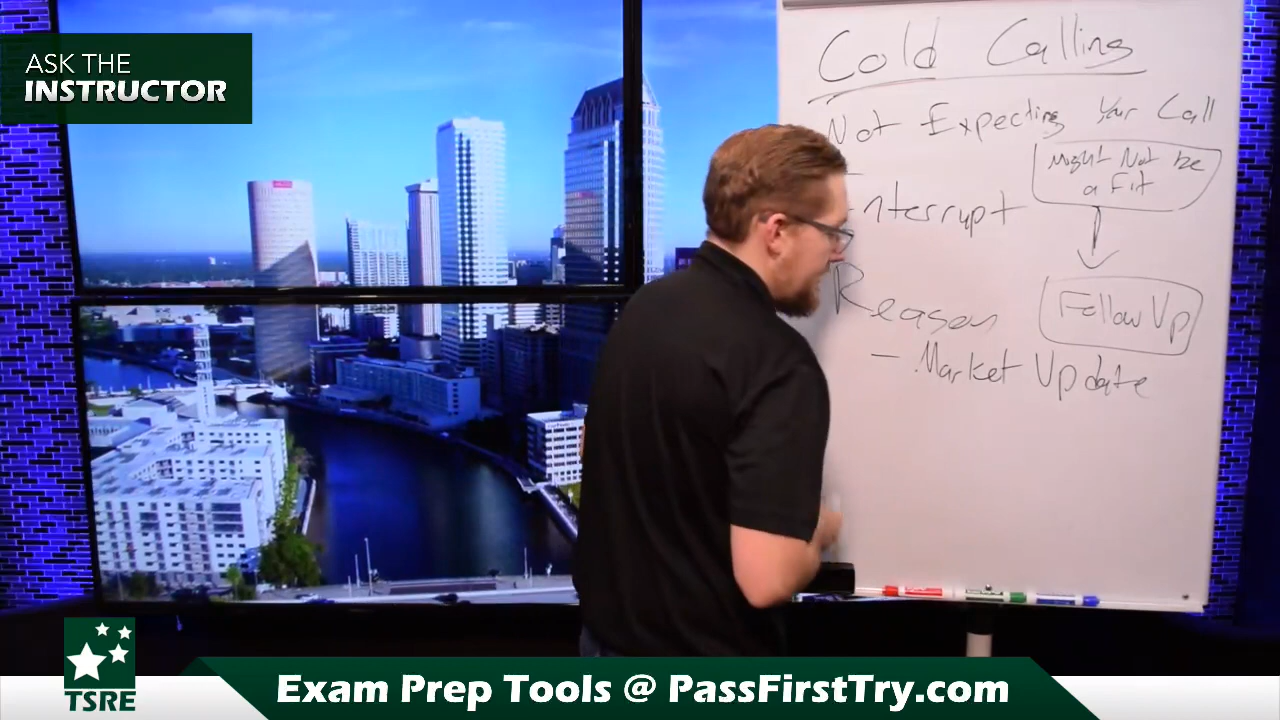 ASK THE
INSTRUCTOR
Cold Calling
Not Expecting Your Call
Might Not be
a Fit
Interrupt
Follow Up
Reason
- Market Update
TSRE
Exam Prep Tools @ PassFirstTry.com